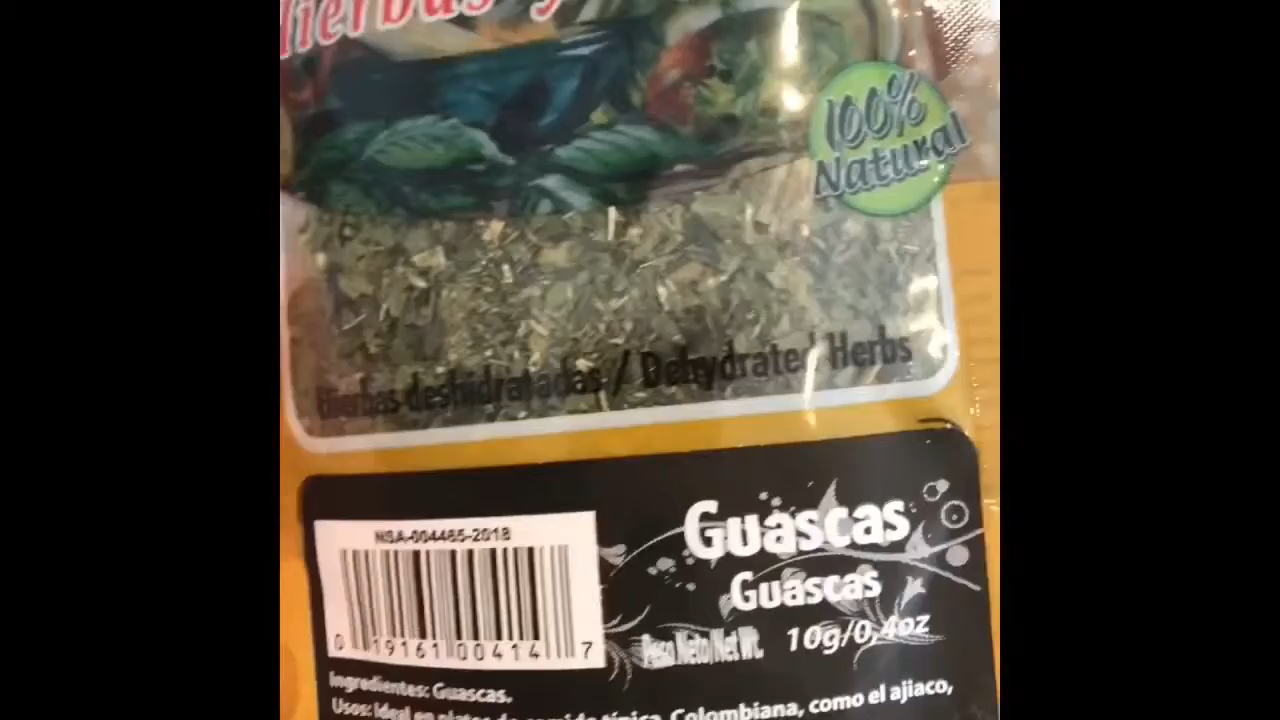 Hierbas y
100%
Natural
Hierbas deshidratadas / Dehydrated Herbs
NSA-004465-2018
0 19161 00414 7
Guascas
Guascas
Peso Neto/Net Wt. 10g/0,4oz
Ingredientes: Guascas.
Usos: Ideal en platos de comida típica Colombiana, como el ajiaco,